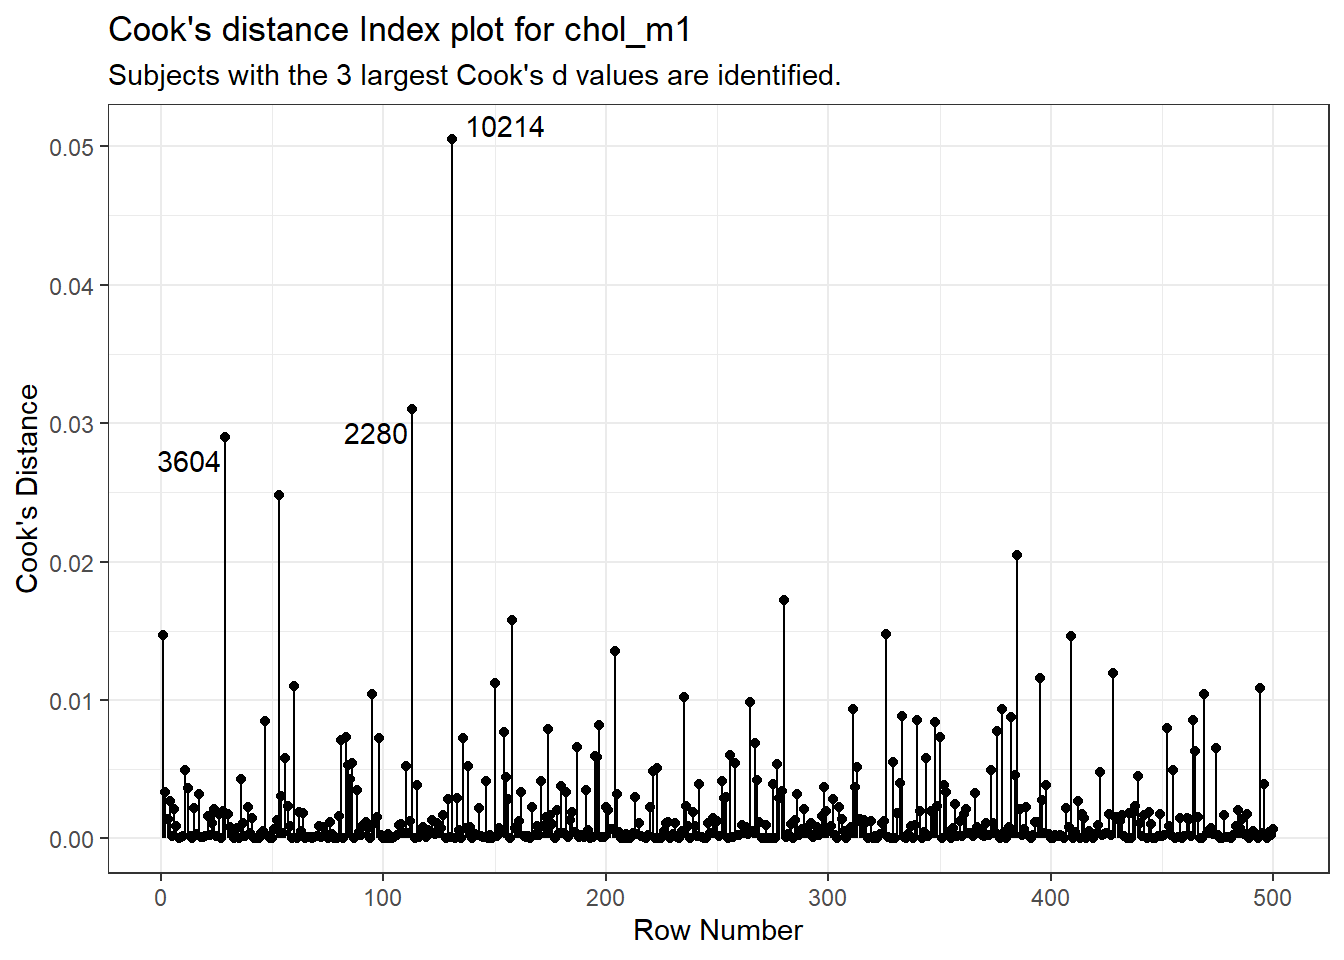 Cook's distance Index plot for chol_m1
Subjects with the 3 largest Cook's d values are identified.
10214
0.05
0.04
0.03
2280
3604
Cook's Distance
0.02
0.01
0.00
0 100 200 300 400 500
Row Number